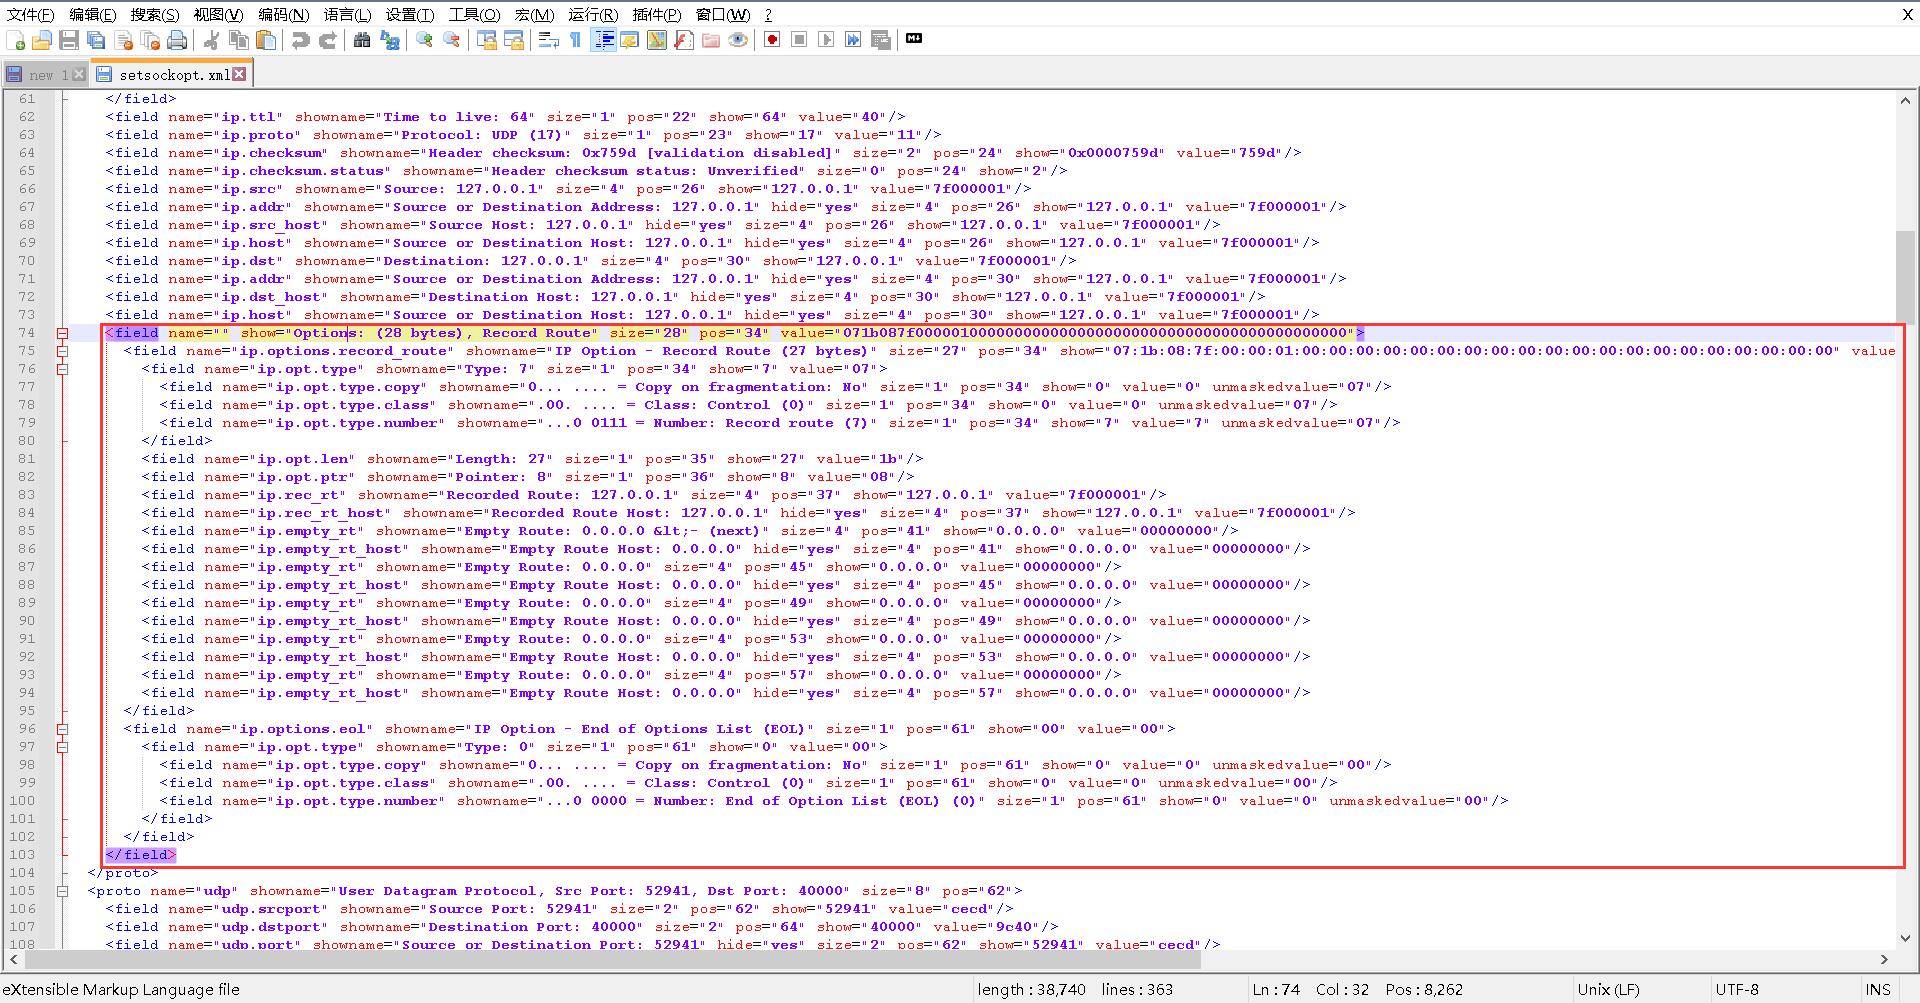 文件(F) 编辑(E) 搜索(S) 视图(V) 编码(N) 语言(L) 设置(T) 工具(O) 宏(M) 运行(R) 插件(P) 窗口(W) ? X
new 1 setsockopt.xml
61 </field>
62 <field name="ip.ttl" showname="Time to live: 64" size="1" pos="22" show="64" value="40"/>
63 <field name="ip.proto" showname="Protocol: UDP (17)" size="1" pos="23" show="17" value="11"/>
64 <field name="ip.checksum" showname="Header checksum: 0x759d [validation disabled]" size="2" pos="24" show="0x0000759d" value="759d"/>
65 <field name="ip.checksum.status" showname="Header checksum status: Unverified" size="0" pos="24" show="2"/>
66 <field name="ip.src" showname="Source: 127.0.0.1" size="4" pos="26" show="127.0.0.1" value="7f000001"/>
67 <field name="ip.addr" showname="Source or Destination Address: 127.0.0.1" hide="yes" size="4" pos="26" show="127.0.0.1" value="7f000001"/>
68 <field name="ip.src_host" showname="Source Host: 127.0.0.1" hide="yes" size="4" pos="26" show="127.0.0.1" value="7f000001"/>
69 <field name="ip.host" showname="Source or Destination Host: 127.0.0.1" hide="yes" size="4" pos="26" show="127.0.0.1" value="7f000001"/>
70 <field name="ip.dst" showname="Destination: 127.0.0.1" size="4" pos="30" show="127.0.0.1" value="7f000001"/>
71 <field name="ip.addr" showname="Source or Destination Address: 127.0.0.1" hide="yes" size="4" pos="30" show="127.0.0.1" value="7f000001"/>
72 <field name="ip.dst_host" showname="Destination Host: 127.0.0.1" hide="yes" size="4" pos="30" show="127.0.0.1" value="7f000001"/>
73 <field name="ip.host" showname="Source or Destination Host: 127.0.0.1" hide="yes" size="4" pos="30" show="127.0.0.1" value="7f000001"/>
74 <field name="" show="Options: (28 bytes), Record Route" size="28" pos="34" value="071b087f00000100000000000000000000000000000000000000000000">
75 <field name="ip.options.record_route" showname="IP Option - Record Route (27 bytes)" size="27" pos="34" show="07:1b:08:7f:00:00:01:00:00:00:00:00:00:00:00:00:00:00:00:00:00:00:00:00:00:00:00" value
76 <field name="ip.opt.type" showname="Type: 7" size="1" pos="34" show="7" value="07">
77 <field name="ip.opt.type.copy" showname="0... .... = Copy on fragmentation: No" size="1" pos="34" show="0" value="0" unmaskedvalue="07"/>
78 <field name="ip.opt.type.class" showname=".00. .... = Class: Control (0)" size="1" pos="34" show="0" value="0" unmaskedvalue="07"/>
79 <field name="ip.opt.type.number" showname="...0 0111 = Number: Record route (7)" size="1" pos="34" show="7" value="7" unmaskedvalue="07"/>
80 </field>
81 <field name="ip.opt.len" showname="Length: 27" size="1" pos="35" show="27" value="1b"/>
82 <field name="ip.opt.ptr" showname="Pointer: 8" size="1" pos="36" show="8" value="08"/>
83 <field name="ip.rec_rt" showname="Recorded Route: 127.0.0.1" size="4" pos="37" show="127.0.0.1" value="7f000001"/>
84 <field name="ip.rec_rt_host" showname="Recorded Route Host: 127.0.0.1" hide="yes" size="4" pos="37" show="127.0.0.1" value="7f000001"/>
85 <field name="ip.empty_rt" showname="Empty Route: 0.0.0.0 &lt;- (next)" size="4" pos="41" show="0.0.0.0" value="00000000"/>
86 <field name="ip.empty_rt_host" showname="Empty Route Host: 0.0.0.0" hide="yes" size="4" pos="41" show="0.0.0.0" value="00000000"/>
87 <field name="ip.empty_rt" showname="Empty Route: 0.0.0.0" size="4" pos="45" show="0.0.0.0" value="00000000"/>
88 <field name="ip.empty_rt_host" showname="Empty Route Host: 0.0.0.0" hide="yes" size="4" pos="45" show="0.0.0.0" value="00000000"/>
89 <field name="ip.empty_rt" showname="Empty Route: 0.0.0.0" size="4" pos="49" show="0.0.0.0" value="00000000"/>
90 <field name="ip.empty_rt_host" showname="Empty Route Host: 0.0.0.0" hide="yes" size="4" pos="49" show="0.0.0.0" value="00000000"/>
91 <field name="ip.empty_rt" showname="Empty Route: 0.0.0.0" size="4" pos="53" show="0.0.0.0" value="00000000"/>
92 <field name="ip.empty_rt_host" showname="Empty Route Host: 0.0.0.0" hide="yes" size="4" pos="53" show="0.0.0.0" value="00000000"/>
93 <field name="ip.empty_rt" showname="Empty Route: 0.0.0.0" size="4" pos="57" show="0.0.0.0" value="00000000"/>
94 <field name="ip.empty_rt_host" showname="Empty Route Host: 0.0.0.0" hide="yes" size="4" pos="57" show="0.0.0.0" value="00000000"/>
95 </field>
96 <field name="ip.options.eol" showname="IP Option - End of Options List (EOL)" size="1" pos="61" show="00" value="00">
97 <field name="ip.opt.type" showname="Type: 0" size="1" pos="61" show="0" value="00">
98 <field name="ip.opt.type.copy" showname="0... .... = Copy on fragmentation: No" size="1" pos="61" show="0" value="0" unmaskedvalue="00"/>
99 <field name="ip.opt.type.class" showname=".00. .... = Class: Control (0)" size="1" pos="61" show="0" value="0" unmaskedvalue="00"/>
100 <field name="ip.opt.type.number" showname="...0 0000 = Number: End of Option List (EOL) (0)" size="1" pos="61" show="0" value="0" unmaskedvalue="00"/>
101 </field>
102 </field>
103 </field>
104 </proto>
105 <proto name="udp" showname="User Datagram Protocol, Src Port: 52941, Dst Port: 40000" size="8" pos="62">
106 <field name="udp.srcport" showname="Source Port: 52941" size="2" pos="62" show="52941" value="cecd"/>
107 <field name="udp.dstport" showname="Destination Port: 40000" size="2" pos="64" show="40000" value="9c40"/>
108 <field name="udp.port" showname="Source or Destination Port: 52941" hide="yes" size="2" pos="62" show="52941" value="cecd"/>
eXtensible Markup Language file length : 38,740 lines : 363 Ln : 74 Col : 32 Pos : 8,262 Unix (LF) UTF-8 INS